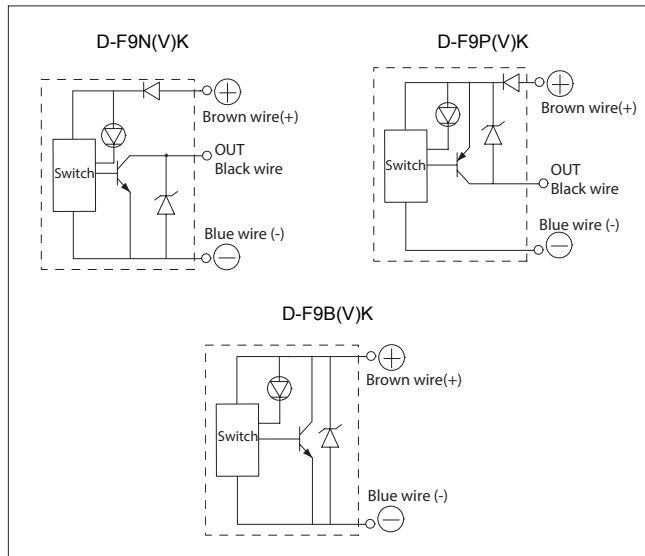 D-F9N(V)K
Brown wire(+)
Switch
OUT
Black wire
Blue wire (-)
D-F9P(V)K
Brown wire(+)
Switch
OUT
Black wire
Blue wire (-)
D-F9B(V)K
Brown wire(+)
Switch
Blue wire (-)